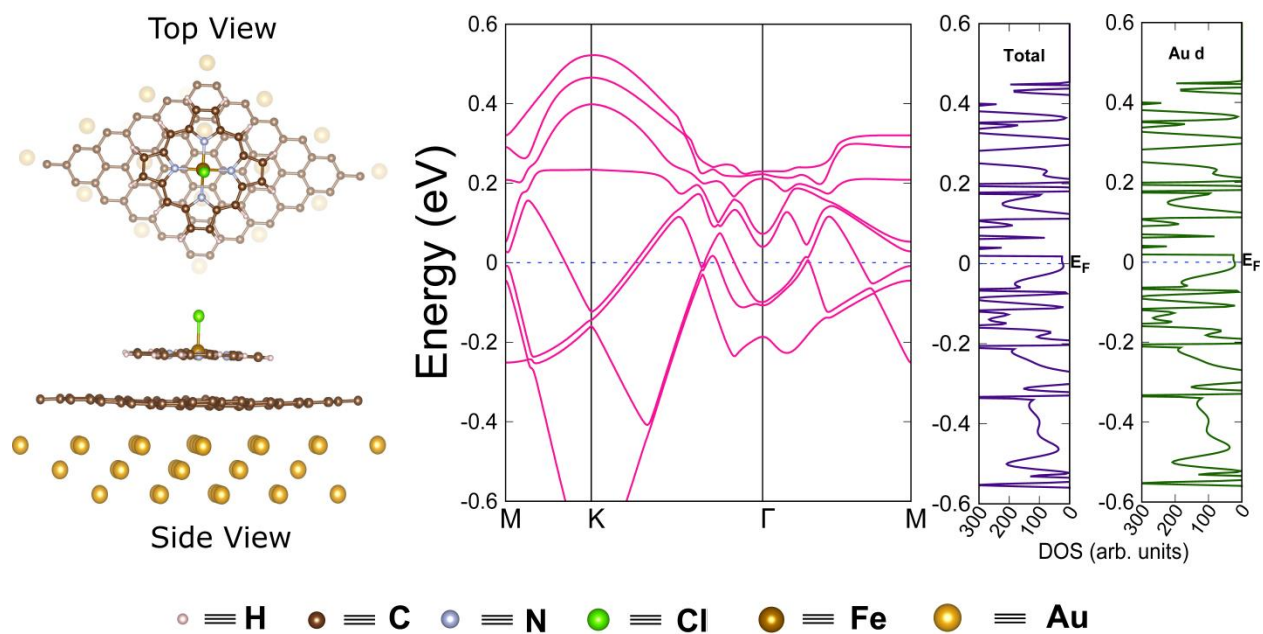 Top View
Side View
Energy (eV)
0.6
0.4
0.2
0
-0.2
-0.4
-0.6
M
K
Γ
M
0.6
0.4
0.2
0
-0.2
-0.4
-0.6
Total
E_F
300
200
100
0
0.6
0.4
0.2
0
-0.2
-0.4
-0.6
Au d
E_F
300
200
100
0
DOS (arb. units)
H
C
N
Cl
Fe
Au